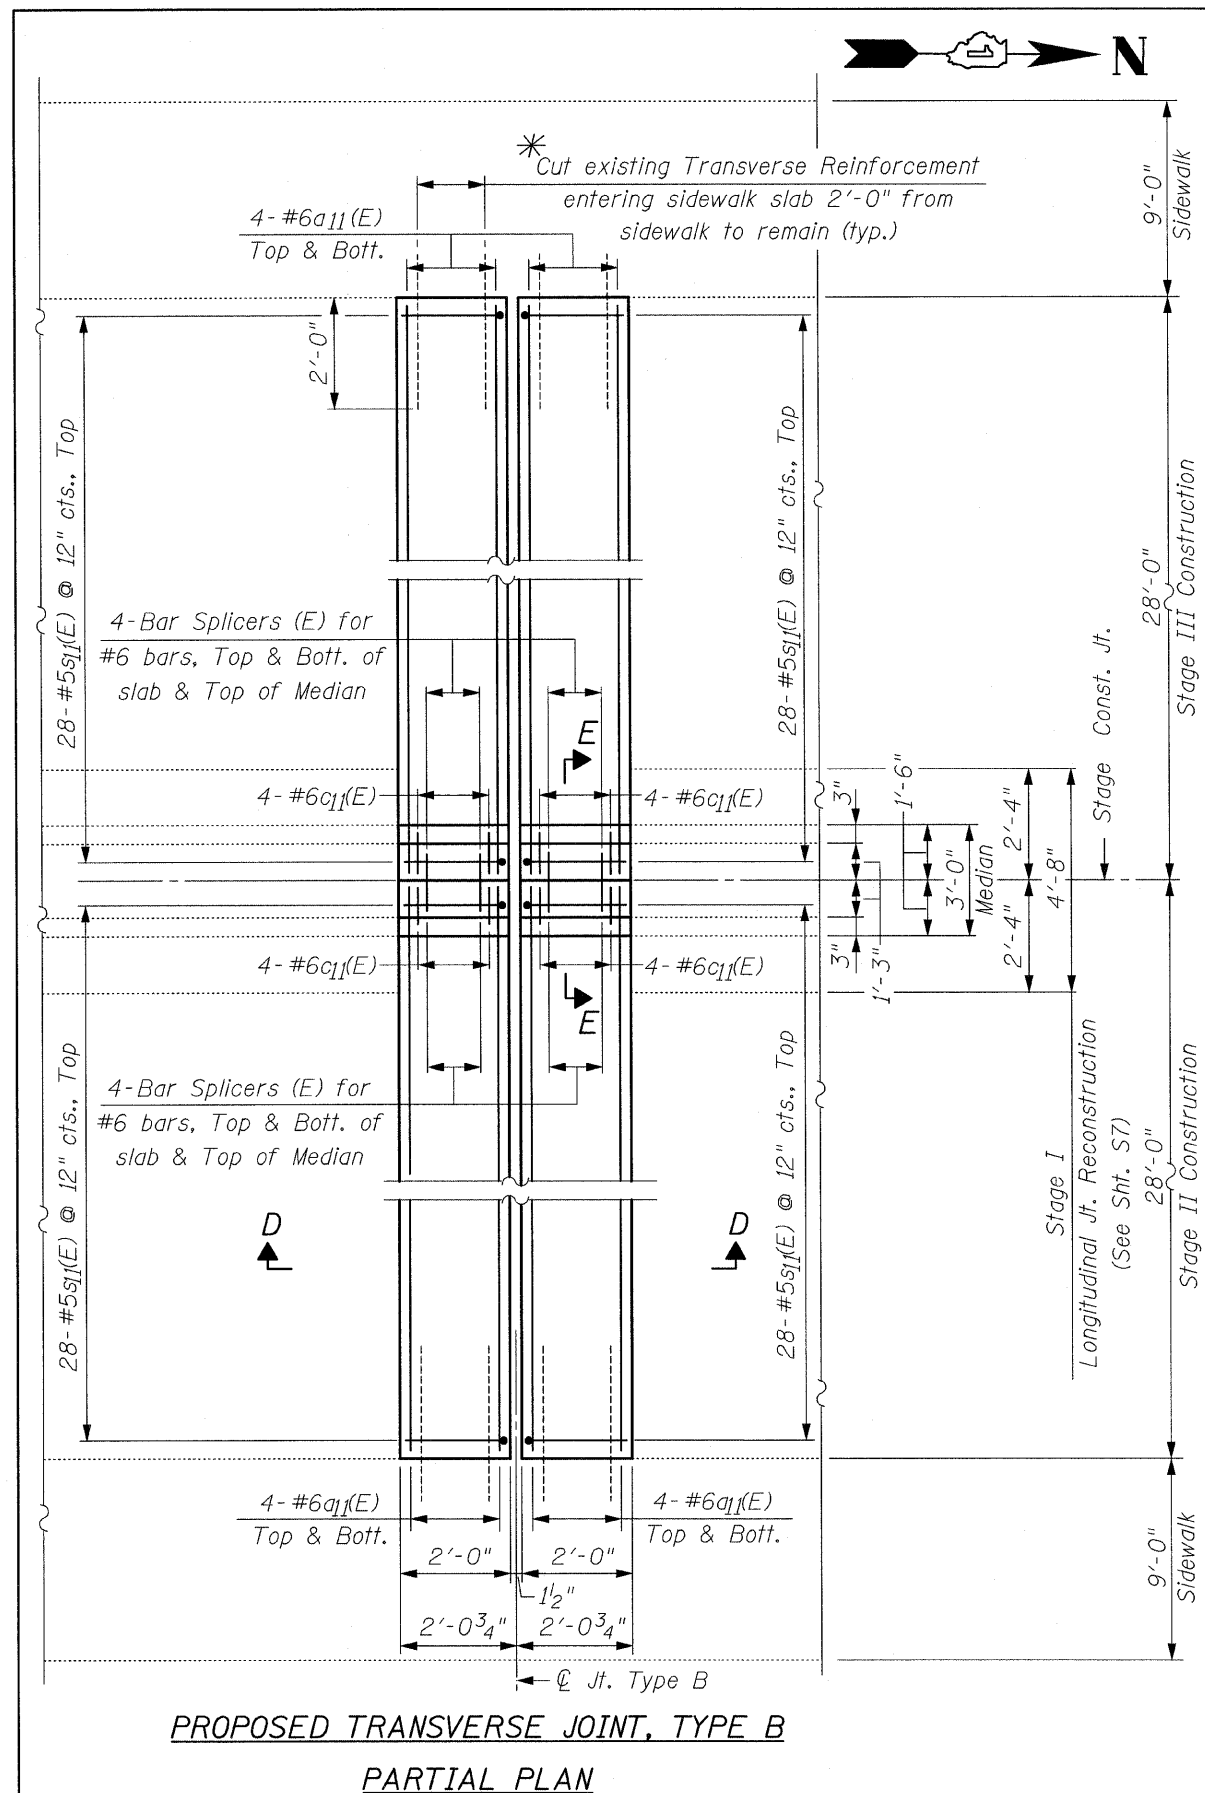 N
*
Cut existing Transverse Reinforcement
entering sidewalk slab 2'-0" from
sidewalk to remain (typ.)
4-#6a11(E)
Top & Bott.
9'-0"
Sidewalk
2'-0"
28-#5s11(E) @ 12" cts., Top
28-#5s11(E) @ 12" cts., Top
28'-0"
Stage III Construction
4-Bar Splicers (E) for
#6 bars, Top & Bott. of
slab & Top of Median
E
4-#6c11(E)
4-#6c11(E)
3"
1'-6"
2'-4"
Stage Const. Jt.
3'-0"
Median
4'-8"
4-#6c11(E)
4-#6c11(E)
3"
1'-3"
2'-4"
E
4-Bar Splicers (E) for
#6 bars, Top & Bott. of
slab & Top of Median
28-#5s11(E) @ 12" cts., Top
28-#5s11(E) @ 12" cts., Top
Stage I
Longitudinal Jt. Reconstruction
(See Sht. S7)
28'-0"
Stage II Construction
D
D
4-#6a11(E)
Top & Bott.
4-#6a11(E)
Top & Bott.
2'-0"
2'-0"
1½"
2'-0¾"
2'-0¾"
9'-0"
Sidewalk
℄ Jt. Type B
PROPOSED TRANSVERSE JOINT, TYPE B
PARTIAL PLAN